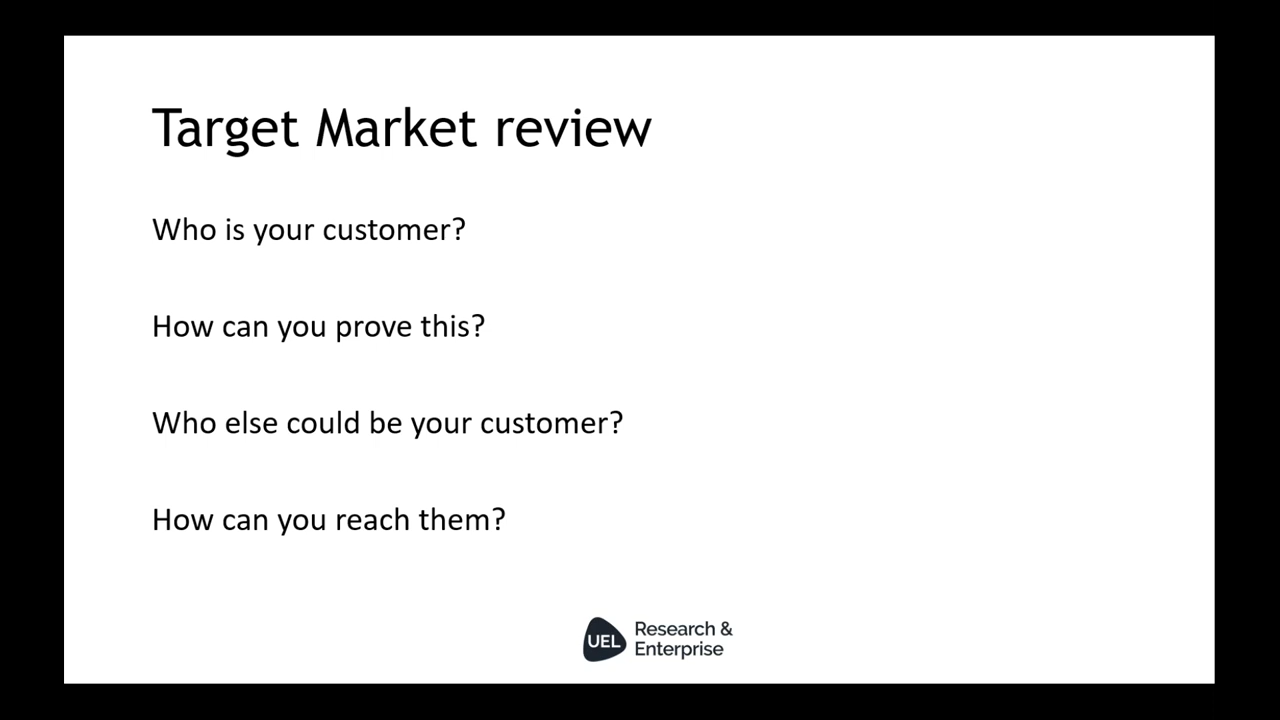 Target Market review
Who is your customer?
How can you prove this?
Who else could be your customer?
How can you reach them?
UEL
Research &
Enterprise